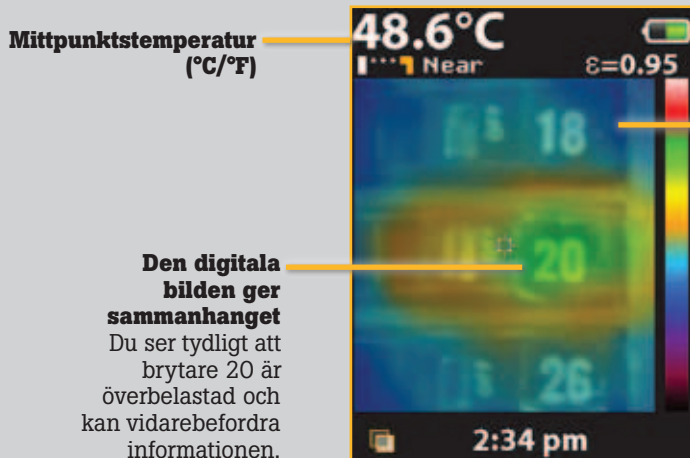 Mittpunktstemperatur
(°C/°F)
48.6°C
Near
ε=0.95
18
20
26
Den digitala
bilden ger
sammanhanget
Du ser tydligt att
brytare 20 är
överbelastad och
kan vidarebefordra
informationen.
2:34 pm